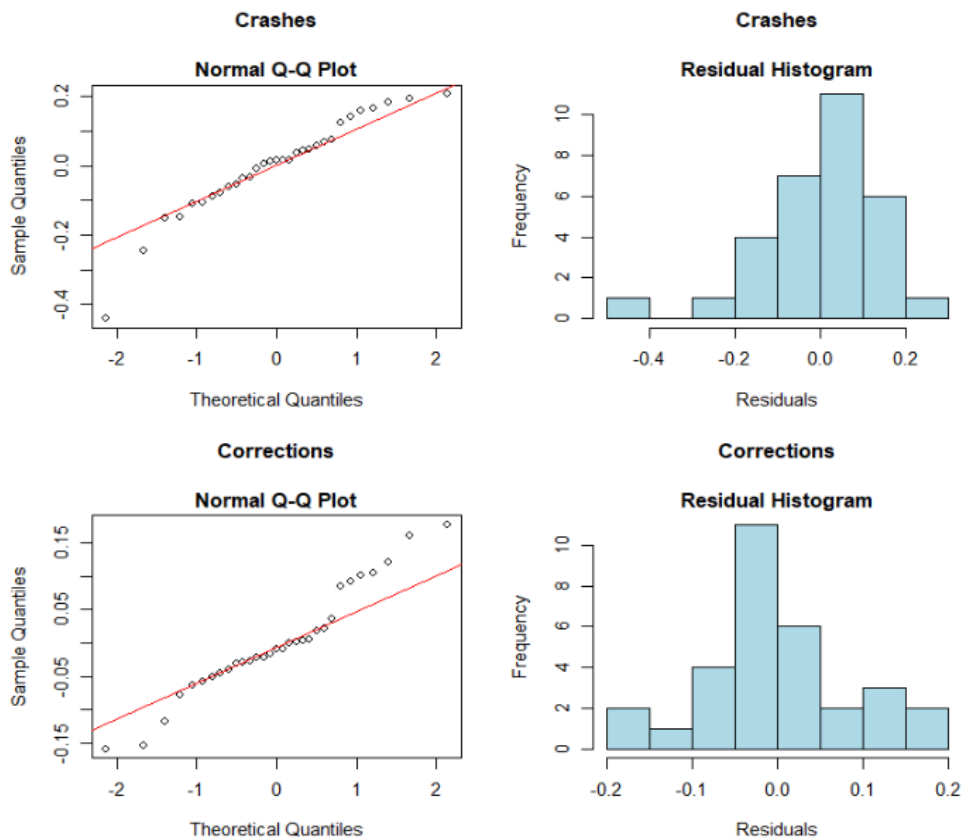 Crashes
Normal Q-Q Plot
Sample Quantiles
0.2
0.0
-0.2
-0.4
-2 -1 0 1 2
Theoretical Quantiles
Crashes
Residual Histogram
Frequency
10
8
6
4
2
0
-0.4 -0.2 0.0 0.2
Residuals
Corrections
Normal Q-Q Plot
Sample Quantiles
0.15
0.05
-0.05
-0.15
-2 -1 0 1 2
Theoretical Quantiles
Corrections
Residual Histogram
Frequency
10
8
6
4
2
0
-0.2 -0.1 0.0 0.1 0.2
Residuals